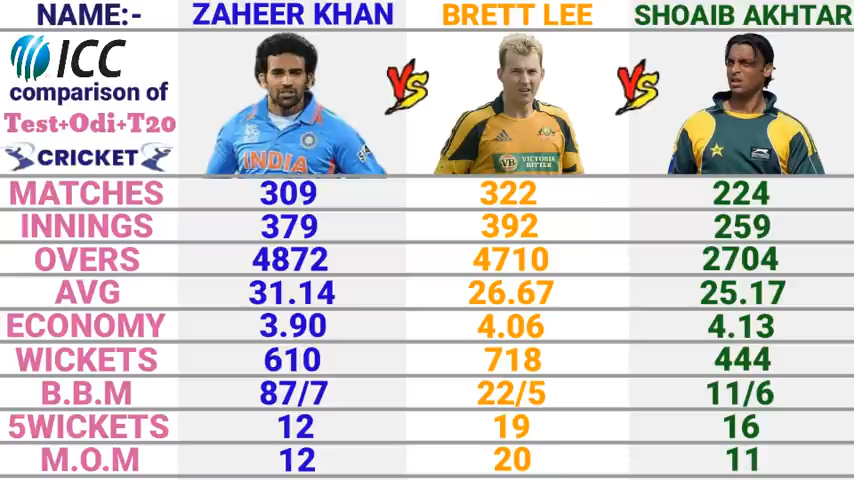 NAME:- ZAHEER KHAN BRETT LEE SHOAIB AKHTAR
ICC
comparison of
Test+Odi+T20
CRICKET
VS VS
INDIA
VB VICTORIA
BITTER
MATCHES 309 322 224
INNINGS 379 392 259
OVERS 4872 4710 2704
AVG 31.14 26.67 25.17
ECONOMY 3.90 4.06 4.13
WICKETS 610 718 444
B.B.M 87/7 22/5 11/6
5WICKETS 12 19 16
M.O.M 12 20 11